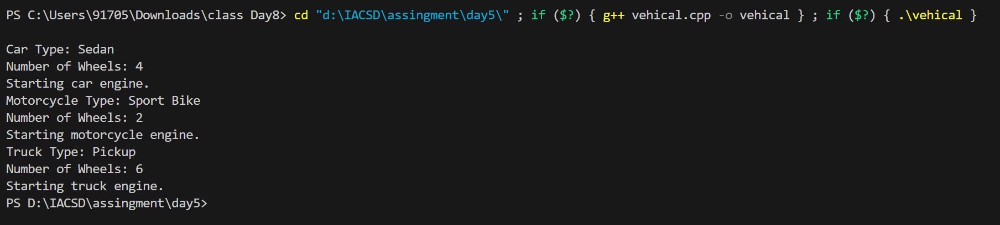 PS C:\Users\91705\Downloads\class Day8> cd "d:\IACSD\assingment\day5\" ; if ($?) { g++ vehical.cpp -o vehical } ; if ($?) { .\vehical }
Car Type: Sedan
Number of Wheels: 4
Starting car engine.
Motorcycle Type: Sport Bike
Number of Wheels: 2
Starting motorcycle engine.
Truck Type: Pickup
Number of Wheels: 6
Starting truck engine.
PS D:\IACSD\assingment\day5>